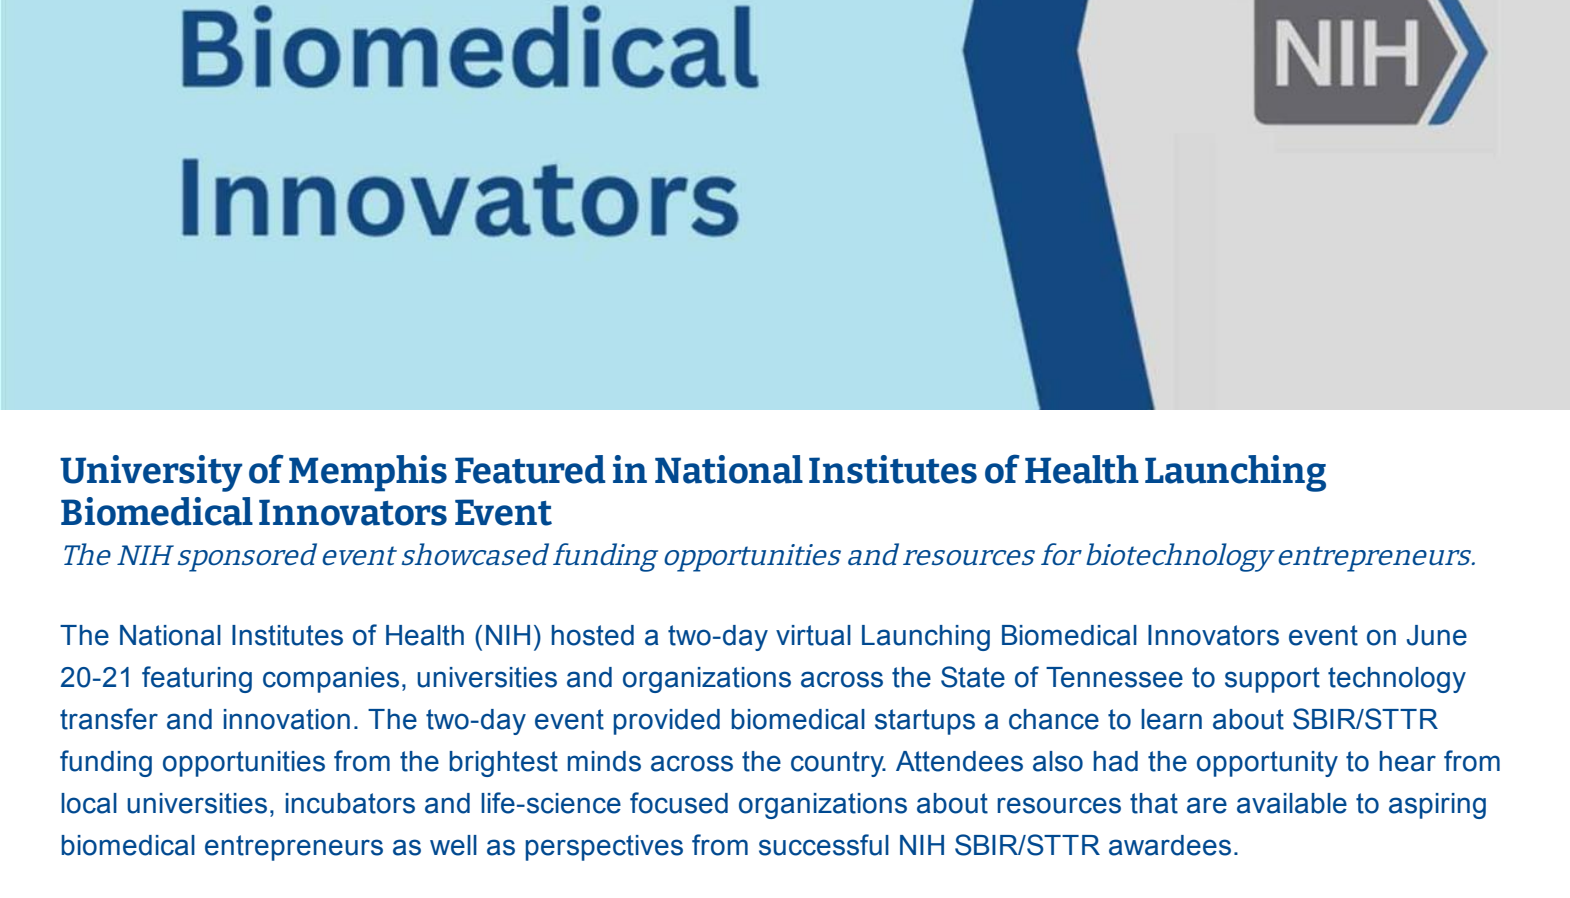 Biomedical
NIH
Innovators
University of Memphis Featured in National Institutes of Health Launching
Biomedical Innovators Event
The NIH sponsored event showcased funding opportunities and resources for biotechnology entrepreneurs.
The National Institutes of Health (NIH) hosted a two-day virtual Launching Biomedical Innovators event on June
20-21 featuring companies, universities and organizations across the State of Tennessee to support technology
transfer and innovation. The two-day event provided biomedical startups a chance to learn about SBIR/STTR
funding opportunities from the brightest minds across the country. Attendees also had the opportunity to hear from
local universities, incubators and life-science focused organizations about resources that are available to aspiring
biomedical entrepreneurs as well as perspectives from successful NIH SBIR/STTR awardees.